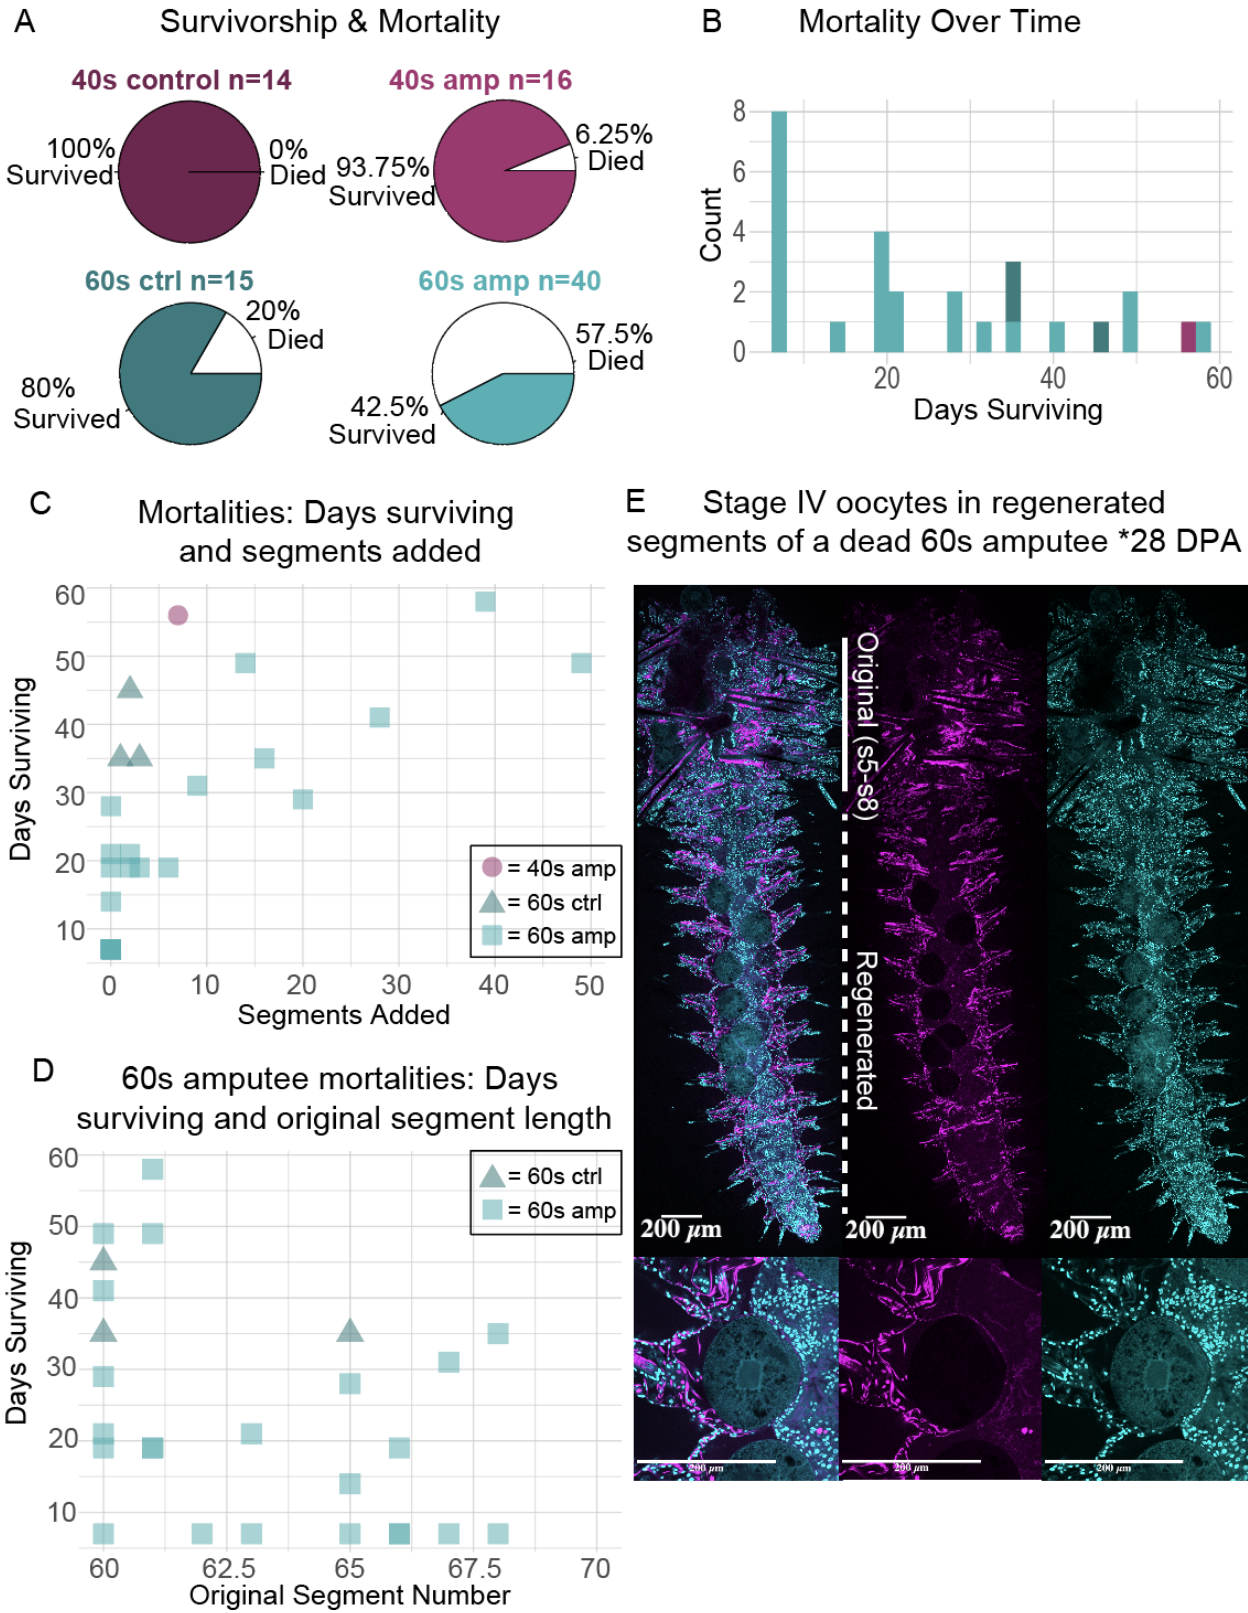 A
Survivorship & Mortality
40s control n=14
100%
Survived
0%
Died
40s amp n=16
93.75%
Survived
6.25%
Died
60s ctrl n=15
80%
Survived
20%
Died
60s amp n=40
42.5%
Survived
57.5%
Died
B
Mortality Over Time
Count
8
6
4
2
0
20 40 60
Days Surviving
C
Mortalities: Days surviving
and segments added
Days Surviving
60
50
40
30
20
10
= 40s amp
= 60s ctrl
= 60s amp
0 10 20 30 40 50
Segments Added
D
60s amputee mortalities: Days
surviving and original segment length
Days Surviving
60
50
40
30
20
10
= 60s ctrl
= 60s amp
60 62.5 65 67.5 70
Original Segment Number
E
Stage IV oocytes in regenerated
segments of a dead 60s amputee *28 DPA
Original (s5-s8)
Regenerated
200 µm
200 µm
200 µm
200 µm
200 µm
200 µm